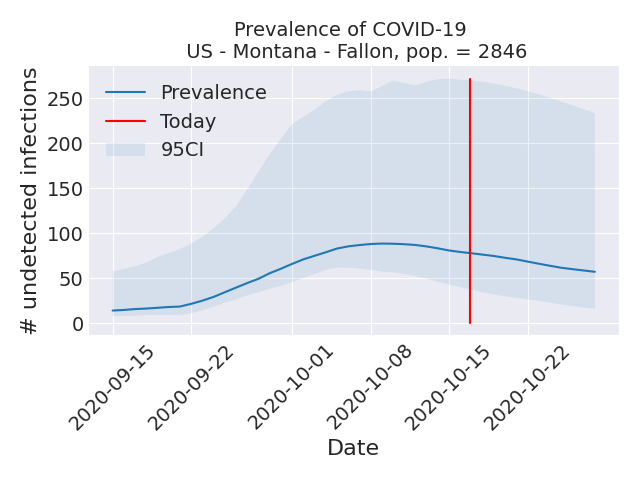 Prevalence of COVID-19
US - Montana - Fallon, pop. = 2846
# undetected infections
250
200
150
100
50
0
Prevalence
Today
95CI
2020-09-15
2020-09-22
2020-10-01
2020-10-08
2020-10-15
2020-10-22
Date